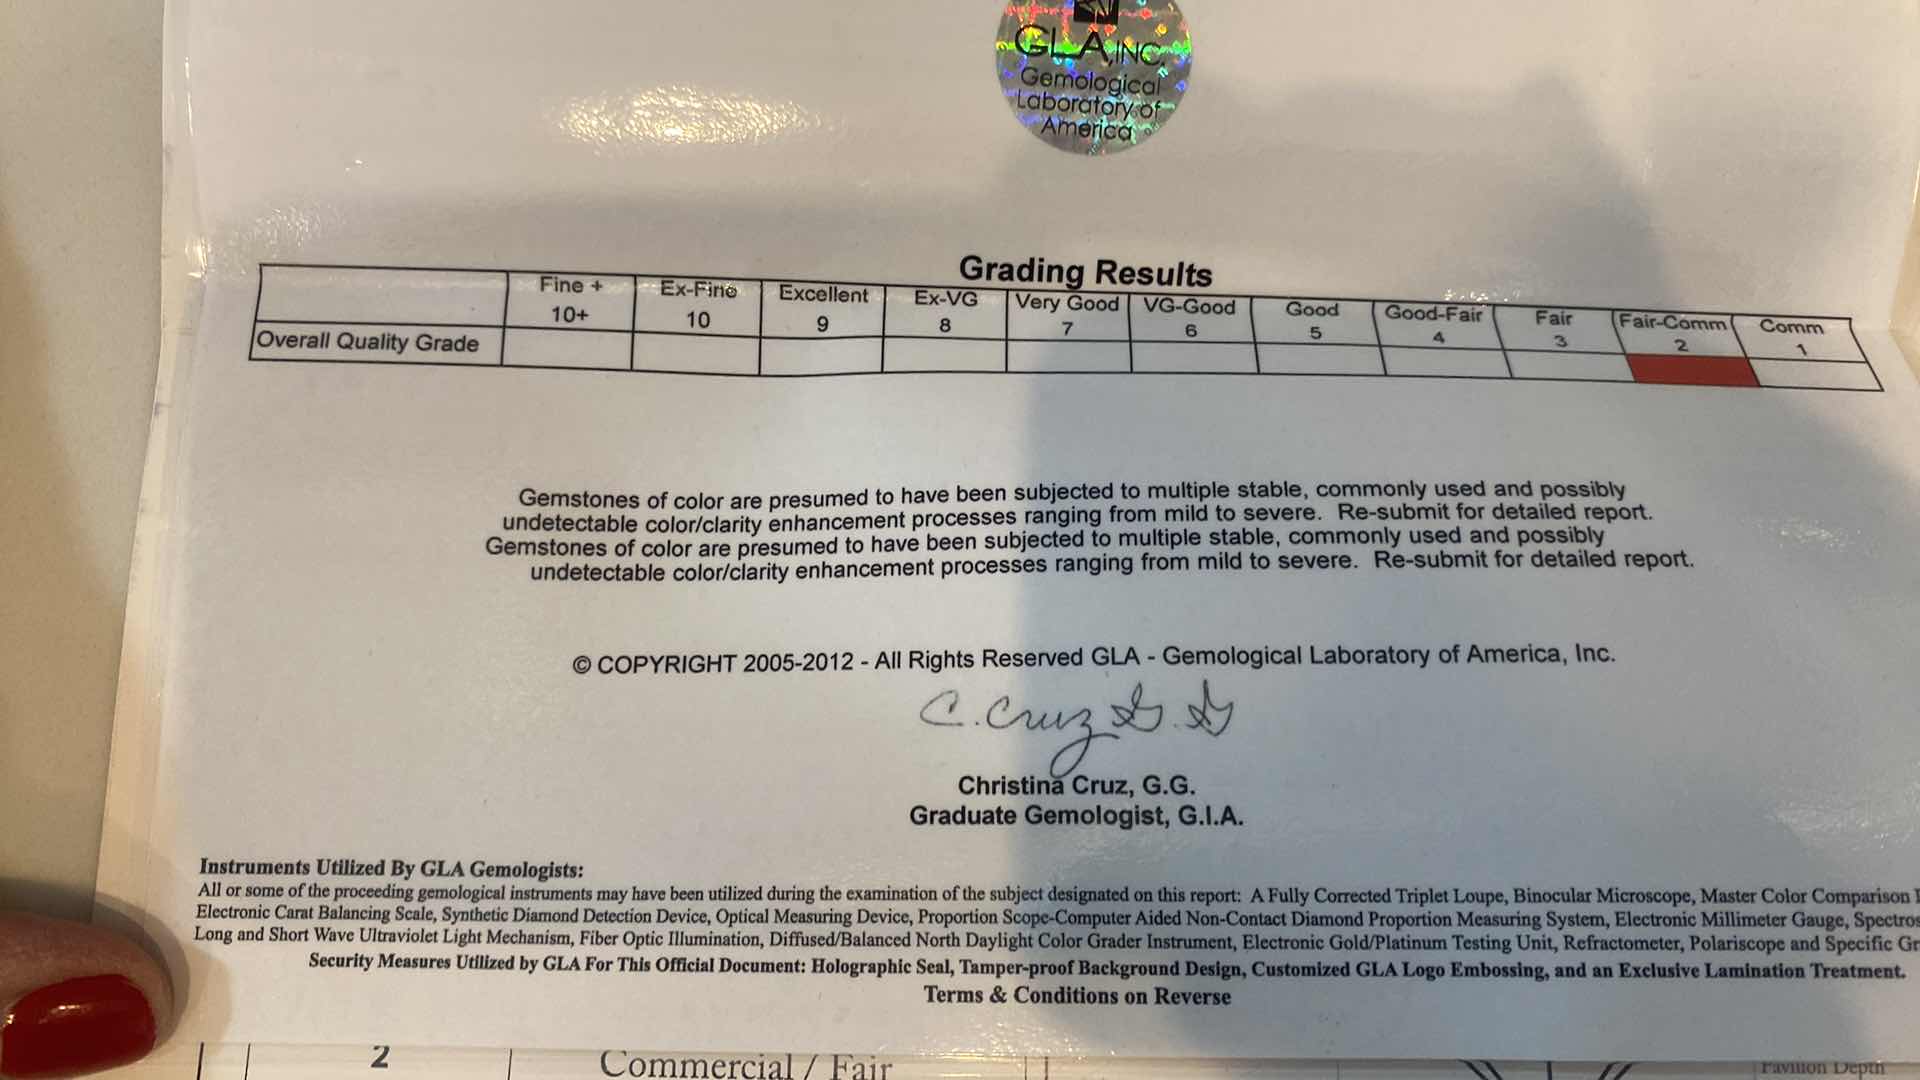 GLA, INC.
Gemological
Laboratory of
America
Grading Results
Fine + Ex-Fine Excellent Ex-VG Very Good VG-Good Good Good-Fair Fair Fair-Comm Comm
10+ 10 9 8 7 6 5 4 3 2 1
Overall Quality Grade
Gemstones of color are presumed to have been subjected to multiple stable, commonly used and possibly
undetectable color/clarity enhancement processes ranging from mild to severe. Re-submit for detailed report.
Gemstones of color are presumed to have been subjected to multiple stable, commonly used and possibly
undetectable color/clarity enhancement processes ranging from mild to severe. Re-submit for detailed report.
© COPYRIGHT 2005-2012 - All Rights Reserved GLA - Gemological Laboratory of America, Inc.
C. Cruz G.G
Christina Cruz, G.G.
Graduate Gemologist, G.I.A.
Instruments Utilized By GLA Gemologists:
All or some of the proceeding gemological instruments may have been utilized during the examination of the subject designated on this report: A Fully Corrected Triplet Loupe, Binocular Microscope, Master Color Comparison
Electronic Carat Balancing Scale, Synthetic Diamond Detection Device, Optical Measuring Device, Proportion Scope-Computer Aided Non-Contact Diamond Proportion Measuring System, Electronic Millimeter Gauge, Spectros
Long and Short Wave Ultraviolet Light Mechanism, Fiber Optic Illumination, Diffused/Balanced North Daylight Color Grader Instrument, Electronic Gold/Platinum Testing Unit, Refractometer, Polariscope and Specific Gr
Security Measures Utilized by GLA For This Official Document: Holographic Seal, Tamper-proof Background Design, Customized GLA Logo Embossing, and an Exclusive Lamination Treatment.
Terms & Conditions on Reverse
2 Commercial / Fair Pavilion Depth